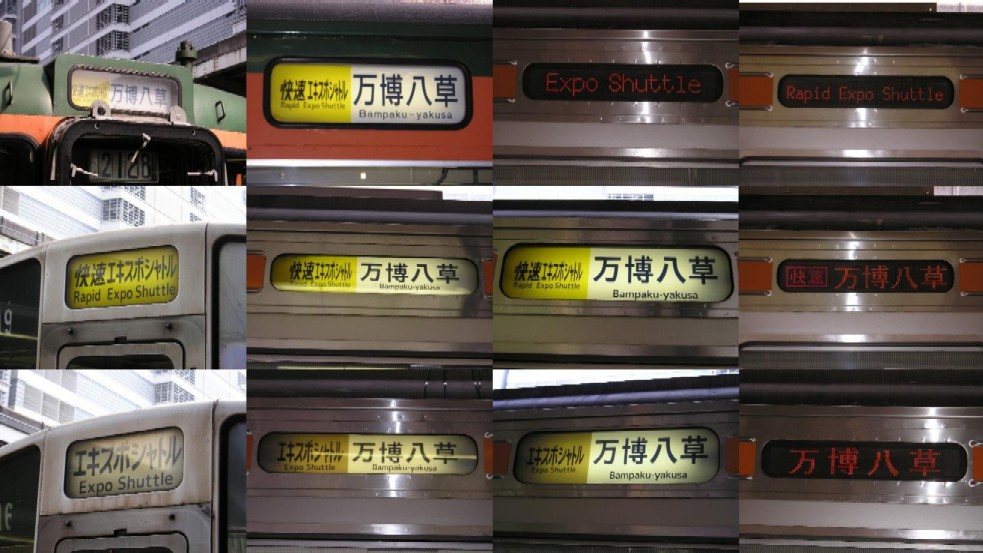 快速エキスポシャトル 万博八草
212B
快速エキスポシャトル 万博八草
Rapid Expo Shuttle Bampaku-yakusa
Expo Shuttle
Rapid Expo Shuttle
快速エキスポシャトル
Rapid Expo Shuttle
快速エキスポシャトル 万博八草
Rapid Expo Shuttle Bampaku-yakusa
快速エキスポシャトル 万博八草
Rapid Expo Shuttle Bampaku-yakusa
快速 万博八草
エキスポシャトル
Expo Shuttle
エキスポシャトル 万博八草
Expo Shuttle Bampaku-yakusa
エキスポシャトル 万博八草
Expo Shuttle Bampaku-yakusa
万博八草